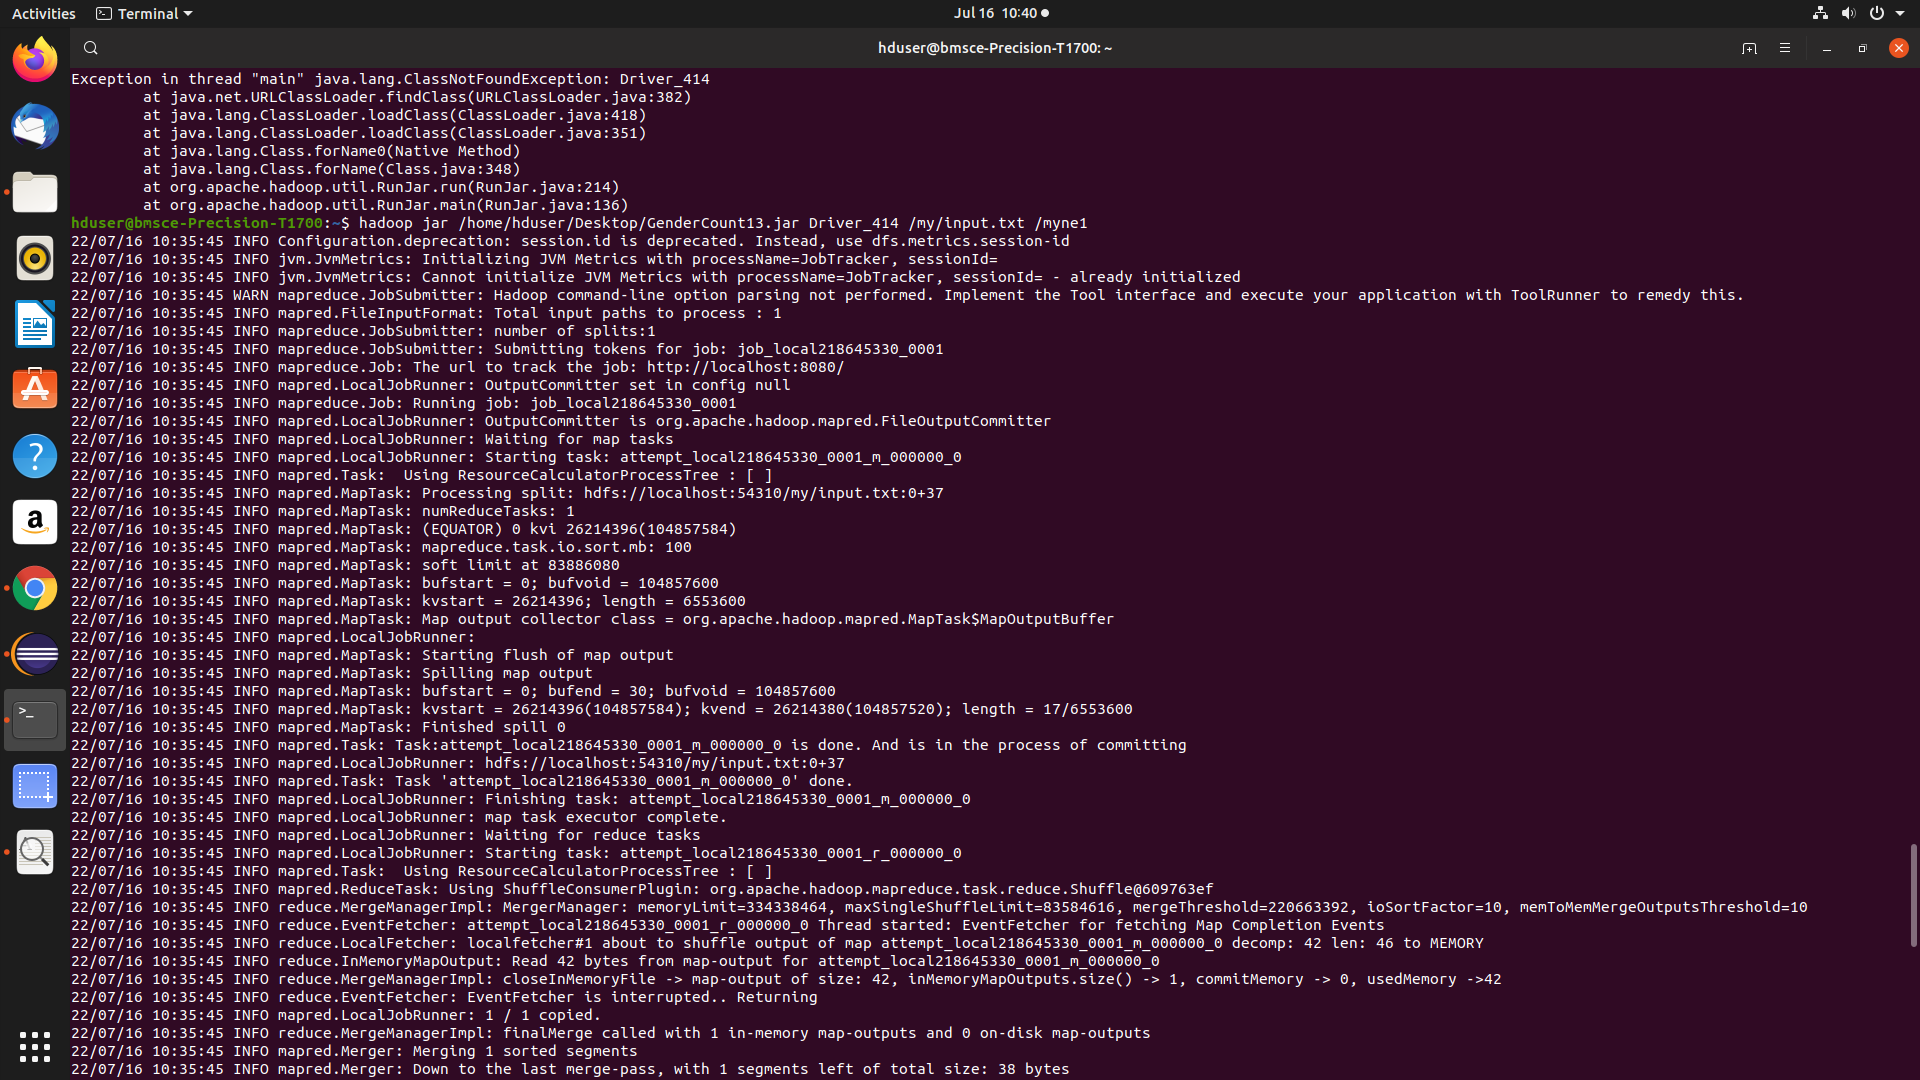 Activities Terminal Jul 16 10:40
hduser@bmsce-Precision-T1700: ~
Exception in thread "main" java.lang.ClassNotFoundException: Driver_414
at java.net.URLClassLoader.findClass(URLClassLoader.java:382)
at java.lang.ClassLoader.loadClass(ClassLoader.java:418)
at java.lang.ClassLoader.loadClass(ClassLoader.java:351)
at java.lang.Class.forName0(Native Method)
at java.lang.Class.forName(Class.java:348)
at org.apache.hadoop.util.RunJar.run(RunJar.java:214)
at org.apache.hadoop.util.RunJar.main(RunJar.java:136)
hduser@bmsce-Precision-T1700:~$ hadoop jar /home/hduser/Desktop/GenderCount13.jar Driver_414 /my/input.txt /myne1
22/07/16 10:35:45 INFO Configuration.deprecation: session.id is deprecated. Instead, use dfs.metrics.session-id
22/07/16 10:35:45 INFO jvm.JvmMetrics: Initializing JVM Metrics with processName=JobTracker, sessionId=
22/07/16 10:35:45 INFO jvm.JvmMetrics: Cannot initialize JVM Metrics with processName=JobTracker, sessionId= - already initialized
22/07/16 10:35:45 WARN mapreduce.JobSubmitter: Hadoop command-line option parsing not performed. Implement the Tool interface and execute your application with ToolRunner to remedy this.
22/07/16 10:35:45 INFO mapred.FileInputFormat: Total input paths to process : 1
22/07/16 10:35:45 INFO mapreduce.JobSubmitter: number of splits:1
22/07/16 10:35:45 INFO mapreduce.JobSubmitter: Submitting tokens for job: job_local218645330_0001
22/07/16 10:35:45 INFO mapreduce.Job: The url to track the job: http://localhost:8080/
22/07/16 10:35:45 INFO mapred.LocalJobRunner: OutputCommitter set in config null
22/07/16 10:35:45 INFO mapreduce.Job: Running job: job_local218645330_0001
22/07/16 10:35:45 INFO mapred.LocalJobRunner: OutputCommitter is org.apache.hadoop.mapred.FileOutputCommitter
22/07/16 10:35:45 INFO mapred.LocalJobRunner: Waiting for map tasks
22/07/16 10:35:45 INFO mapred.LocalJobRunner: Starting task: attempt_local218645330_0001_m_000000_0
22/07/16 10:35:45 INFO mapred.Task:  Using ResourceCalculatorProcessTree : [ ]
22/07/16 10:35:45 INFO mapred.MapTask: Processing split: hdfs://localhost:54310/my/input.txt:0+37
22/07/16 10:35:45 INFO mapred.MapTask: numReduceTasks: 1
22/07/16 10:35:45 INFO mapred.MapTask: (EQUATOR) 0 kvi 26214396(104857584)
22/07/16 10:35:45 INFO mapred.MapTask: mapreduce.task.io.sort.mb: 100
22/07/16 10:35:45 INFO mapred.MapTask: soft limit at 83886080
22/07/16 10:35:45 INFO mapred.MapTask: bufstart = 0; bufvoid = 104857600
22/07/16 10:35:45 INFO mapred.MapTask: kvstart = 26214396; length = 6553600
22/07/16 10:35:45 INFO mapred.MapTask: Map output collector class = org.apache.hadoop.mapred.MapTask$MapOutputBuffer
22/07/16 10:35:45 INFO mapred.LocalJobRunner:
22/07/16 10:35:45 INFO mapred.MapTask: Starting flush of map output
22/07/16 10:35:45 INFO mapred.MapTask: Spilling map output
22/07/16 10:35:45 INFO mapred.MapTask: bufstart = 0; bufend = 30; bufvoid = 104857600
22/07/16 10:35:45 INFO mapred.MapTask: kvstart = 26214396(104857584); kvend = 26214380(104857520); length = 17/6553600
22/07/16 10:35:45 INFO mapred.MapTask: Finished spill 0
22/07/16 10:35:45 INFO mapred.Task: Task:attempt_local218645330_0001_m_000000_0 is done. And is in the process of committing
22/07/16 10:35:45 INFO mapred.LocalJobRunner: hdfs://localhost:54310/my/input.txt:0+37
22/07/16 10:35:45 INFO mapred.Task: Task 'attempt_local218645330_0001_m_000000_0' done.
22/07/16 10:35:45 INFO mapred.LocalJobRunner: Finishing task: attempt_local218645330_0001_m_000000_0
22/07/16 10:35:45 INFO mapred.LocalJobRunner: map task executor complete.
22/07/16 10:35:45 INFO mapred.LocalJobRunner: Waiting for reduce tasks
22/07/16 10:35:45 INFO mapred.LocalJobRunner: Starting task: attempt_local218645330_0001_r_000000_0
22/07/16 10:35:45 INFO mapred.Task:  Using ResourceCalculatorProcessTree : [ ]
22/07/16 10:35:45 INFO mapred.ReduceTask: Using ShuffleConsumerPlugin: org.apache.hadoop.mapreduce.task.reduce.Shuffle@609763ef
22/07/16 10:35:45 INFO reduce.MergeManagerImpl: MergerManager: memoryLimit=334338464, maxSingleShuffleLimit=83584616, mergeThreshold=220663392, ioSortFactor=10, memToMemMergeOutputsThreshold=10
22/07/16 10:35:45 INFO reduce.EventFetcher: attempt_local218645330_0001_r_000000_0 Thread started: EventFetcher for fetching Map Completion Events
22/07/16 10:35:45 INFO reduce.LocalFetcher: localfetcher#1 about to shuffle output of map attempt_local218645330_0001_m_000000_0 decomp: 42 len: 46 to MEMORY
22/07/16 10:35:45 INFO reduce.InMemoryMapOutput: Read 42 bytes from map-output for attempt_local218645330_0001_m_000000_0
22/07/16 10:35:45 INFO reduce.MergeManagerImpl: closeInMemoryFile -> map-output of size: 42, inMemoryMapOutputs.size() -> 1, commitMemory -> 0, usedMemory ->42
22/07/16 10:35:45 INFO reduce.EventFetcher: EventFetcher is interrupted.. Returning
22/07/16 10:35:45 INFO mapred.LocalJobRunner: 1 / 1 copied.
22/07/16 10:35:45 INFO reduce.MergeManagerImpl: finalMerge called with 1 in-memory map-outputs and 0 on-disk map-outputs
22/07/16 10:35:45 INFO mapred.Merger: Merging 1 sorted segments
22/07/16 10:35:45 INFO mapred.Merger: Down to the last merge-pass, with 1 segments left of total size: 38 bytes